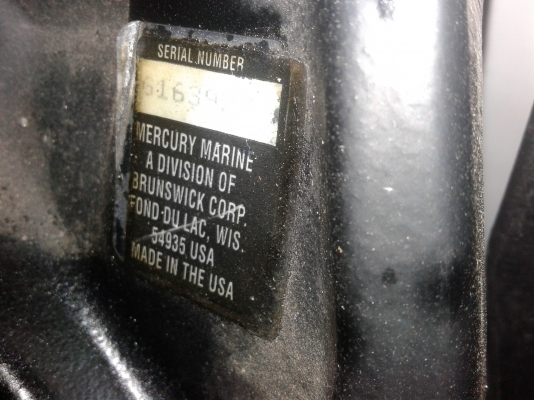 SERIAL NUMBER
MERCURY MARINE
A DIVISION OF
BRUNSWICK CORP.
FOND-DU LAC, WIS.
54935 USA
MADE IN THE USA